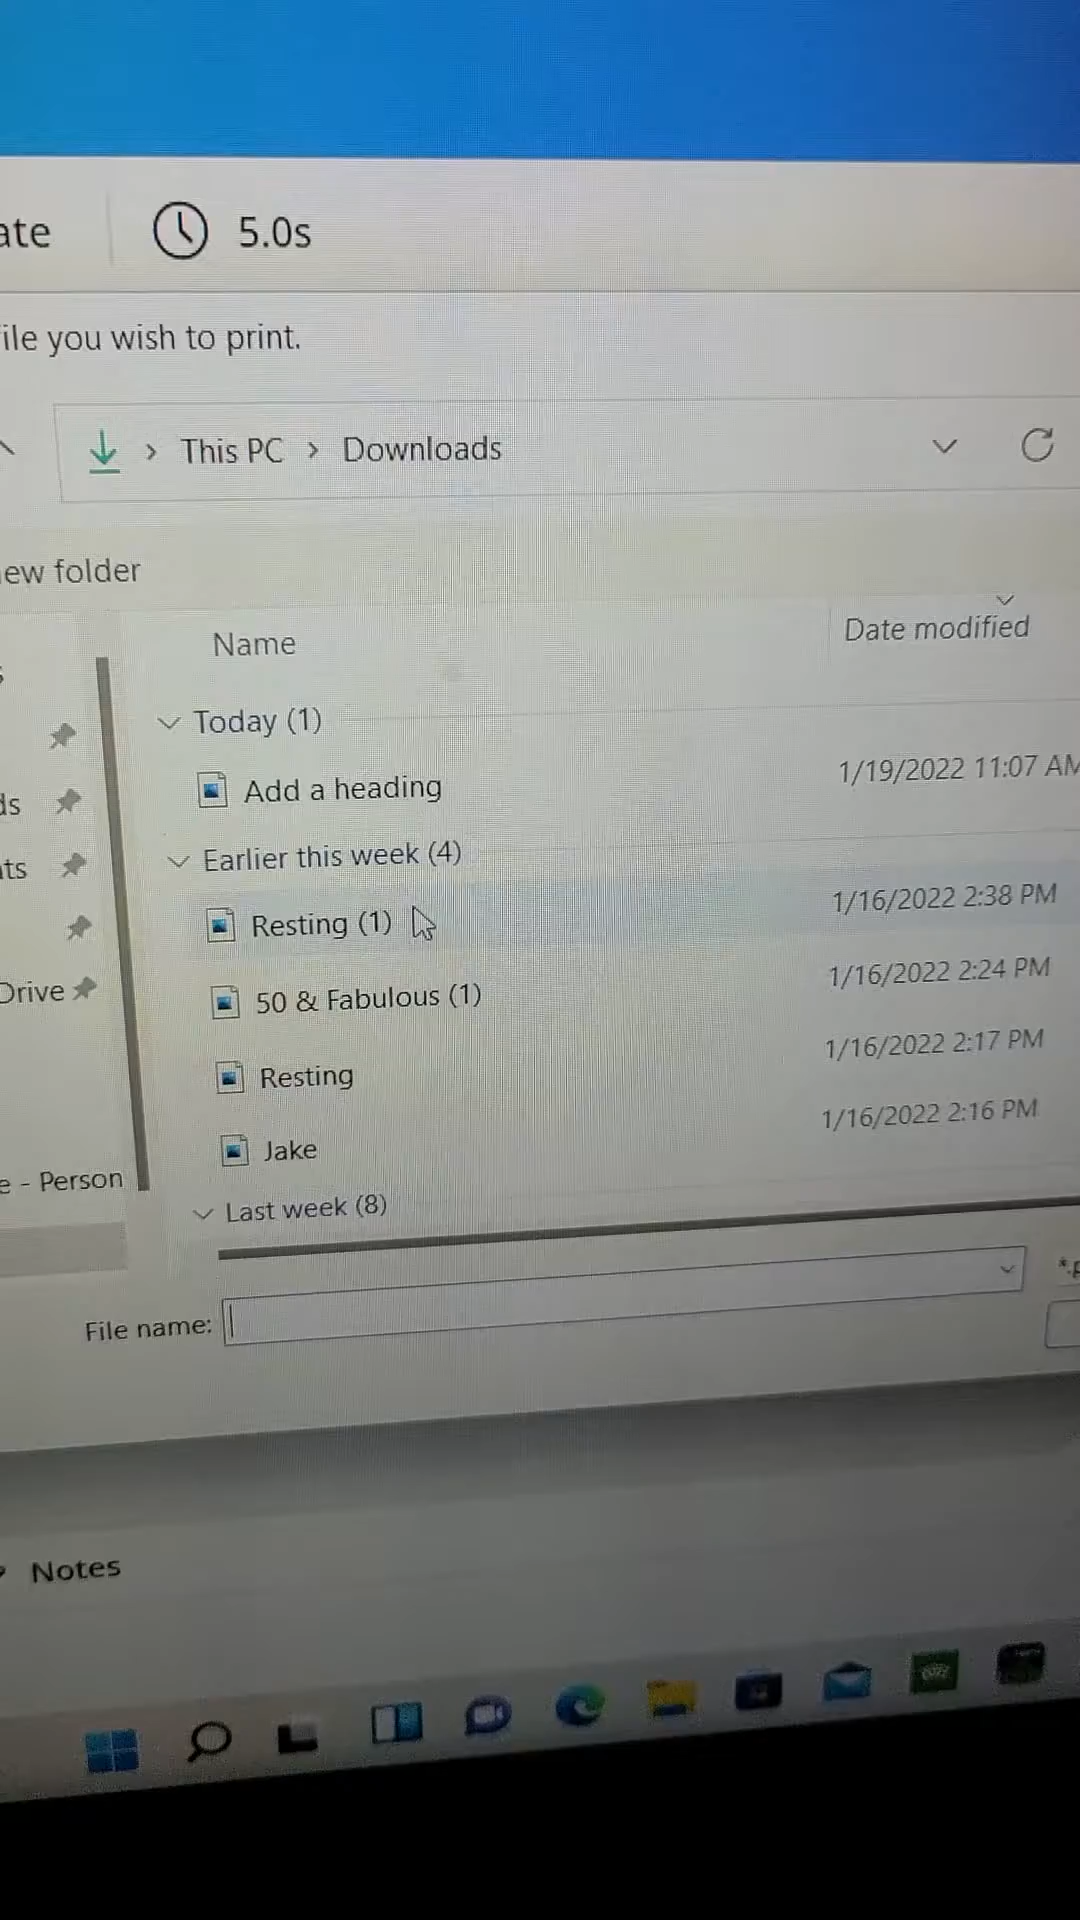 ate 5.0s
ile you wish to print.
This PC > Downloads
ew folder
Name Date modified
Today (1)
Add a heading 1/19/2022 11:07 AM
ds
Earlier this week (4)
nts
Resting (1) 1/16/2022 2:38 PM
50 & Fabulous (1) 1/16/2022 2:24 PM
Drive
Resting 1/16/2022 2:17 PM
Jake 1/16/2022 2:16 PM
e - Person
Last week (8)
File name: *.p
Notes